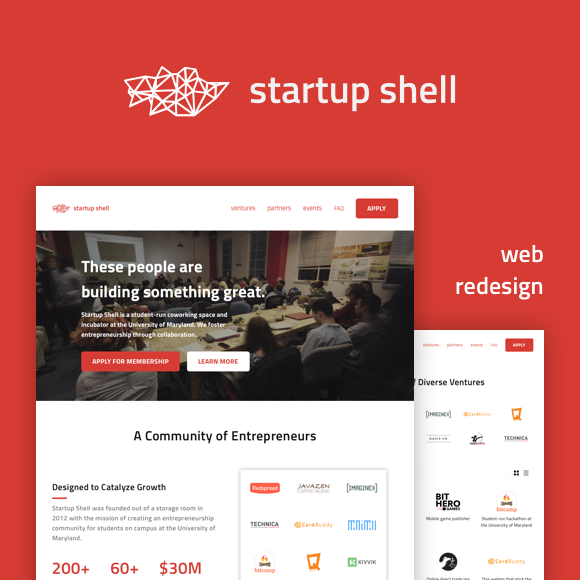 startup shell
web
redesign
startup shell
ventures partners events FAQ APPLY
These people are
building something great.
Startup Shell is a student-run coworking space and
incubator at the University of Maryland. We foster
entrepreneurship through collaboration.
APPLY FOR MEMBERSHIP LEARN MORE
A Community of Entrepreneurs
Designed to Catalyze Growth
Startup Shell was founded out of a storage room in
2012 with the mission of creating an entrepreneurship
community for students on campus at the University of
Maryland.
200+ 60+ $30M
Redspread JAVAZEN [IMAGINEX]
COFFEE BLEND
TECHNICA CardBuddy
bitcamp KIVVIK
ventures partners events FAQ APPLY
Diverse Ventures
[IMAGINEX] CardBuddy
OASIS VR TECHNICA
BIT
HERO
GAMES bitcamp
Mobile game publisher Student run hackathon at
the University of Maryland
CardBuddy